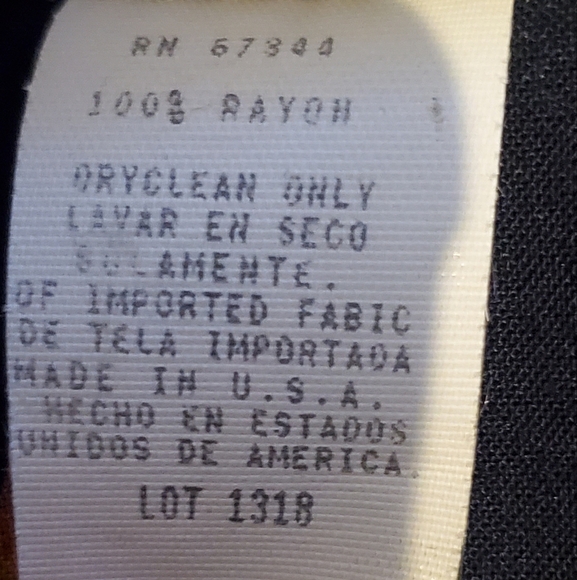 RN 67344
100% RAYON
DRYCLEAN ONLY
LAVAR EN SECO
SOLAMENTE.
OF IMPORTED FABIC
DE TELA IMPORTADA
MADE IN U.S.A.
HECHO EN ESTADOS
UNIDOS DE AMERICA.
LOT 1318